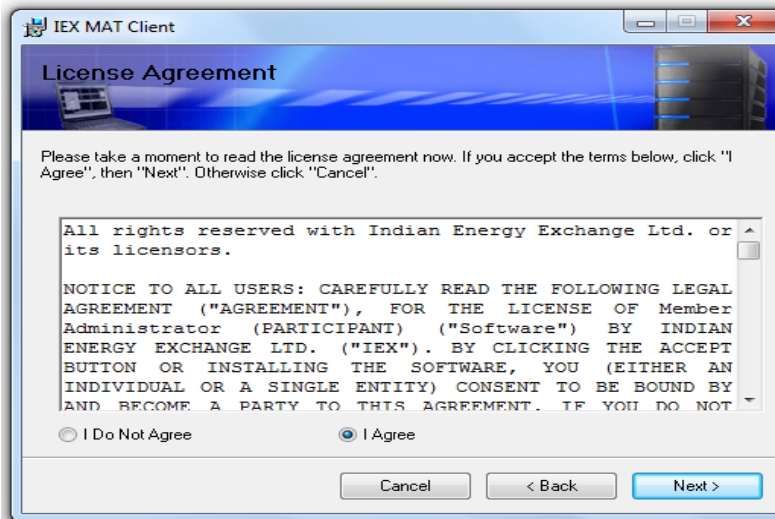 IEX MAT Client
License Agreement
Please take a moment to read the license agreement now. If you accept the terms below, click "I
Agree", then "Next". Otherwise click "Cancel".
All rights reserved with Indian Energy Exchange Ltd. or
its licensors.
NOTICE TO ALL USERS: CAREFULLY READ THE FOLLOWING LEGAL
AGREEMENT ("AGREEMENT"), FOR THE LICENSE OF Member
Administrator (PARTICIPANT) ("Software") BY INDIAN
ENERGY EXCHANGE LTD. ("IEX"). BY CLICKING THE ACCEPT
BUTTON OR INSTALLING THE SOFTWARE, YOU (EITHER AN
INDIVIDUAL OR A SINGLE ENTITY) CONSENT TO BE BOUND BY
AND BECOME A PARTY TO THIS AGREEMENT. IF YOU DO NOT
I Do Not Agree I Agree
Cancel < Back Next >